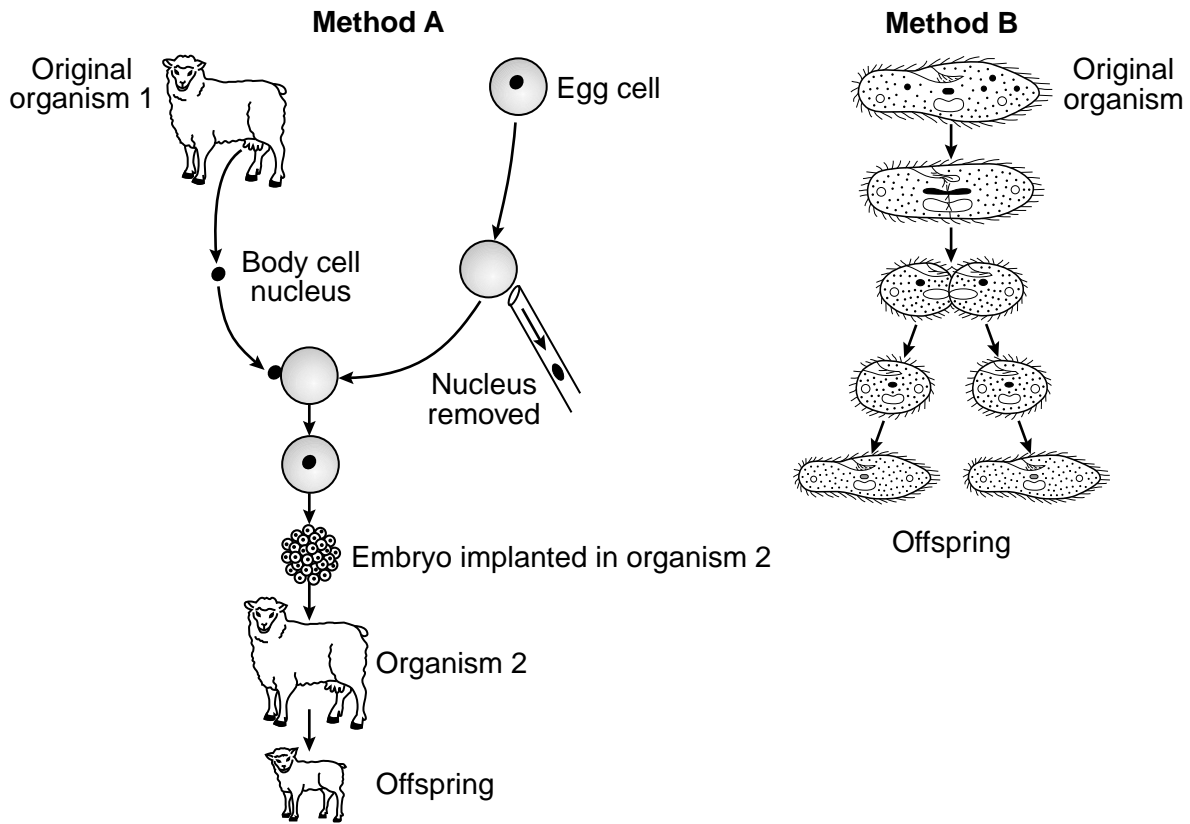 Method A
Original
organism 1
Egg cell
Body cell
nucleus
Nucleus
removed
Embryo implanted in organism 2
Organism 2
Offspring
Method B
Original
organism
Offspring